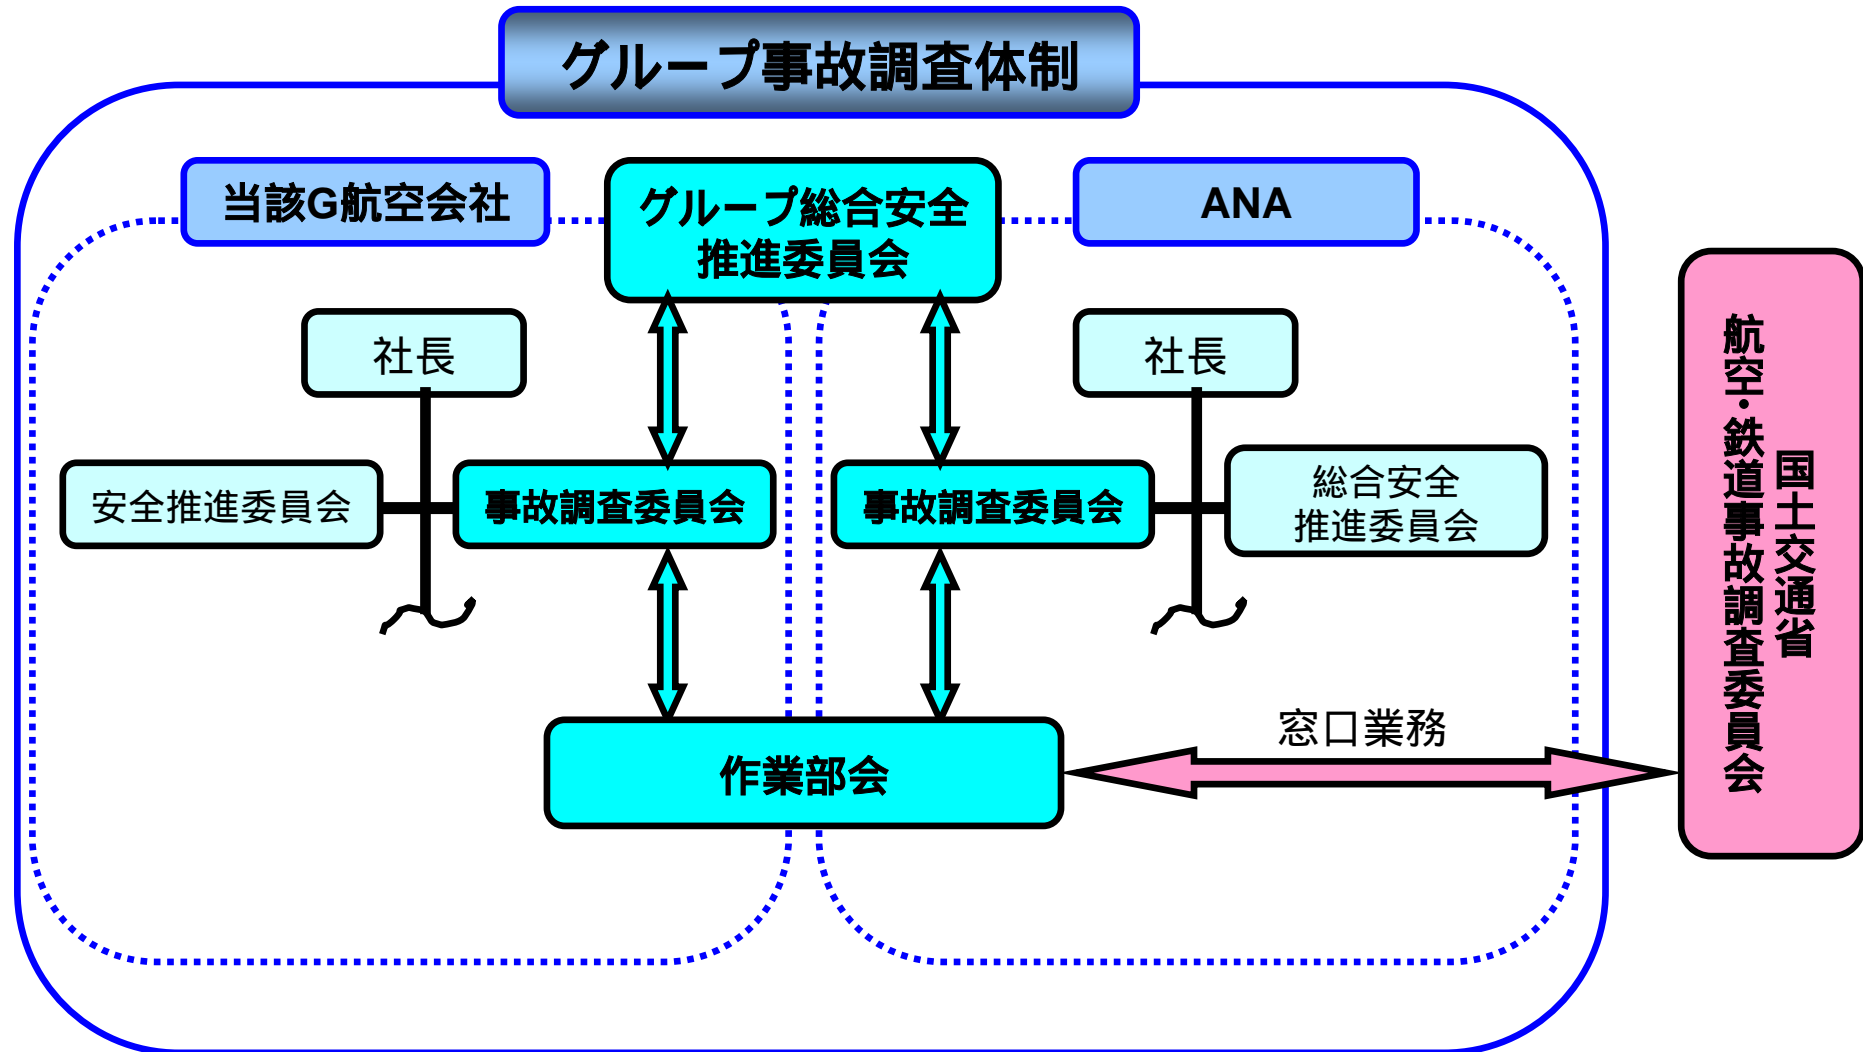 グループ事故調査体制
当該G航空会社
グループ総合安全
推進委員会
ANA
社長
社長
安全推進委員会
事故調査委員会
事故調査委員会
総合安全
推進委員会
作業部会
窓口業務
国土交通省
航空・鉄道事故調査委員会